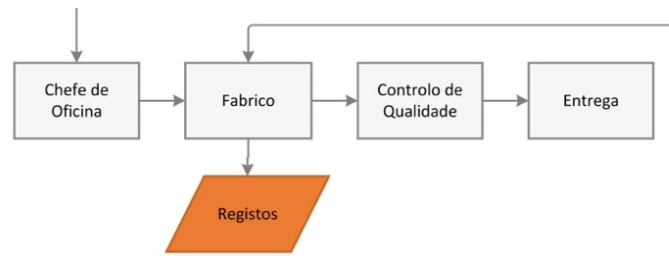 Chefe de
Oficina
Fabrico
Controlo de
Qualidade
Entrega
Registos